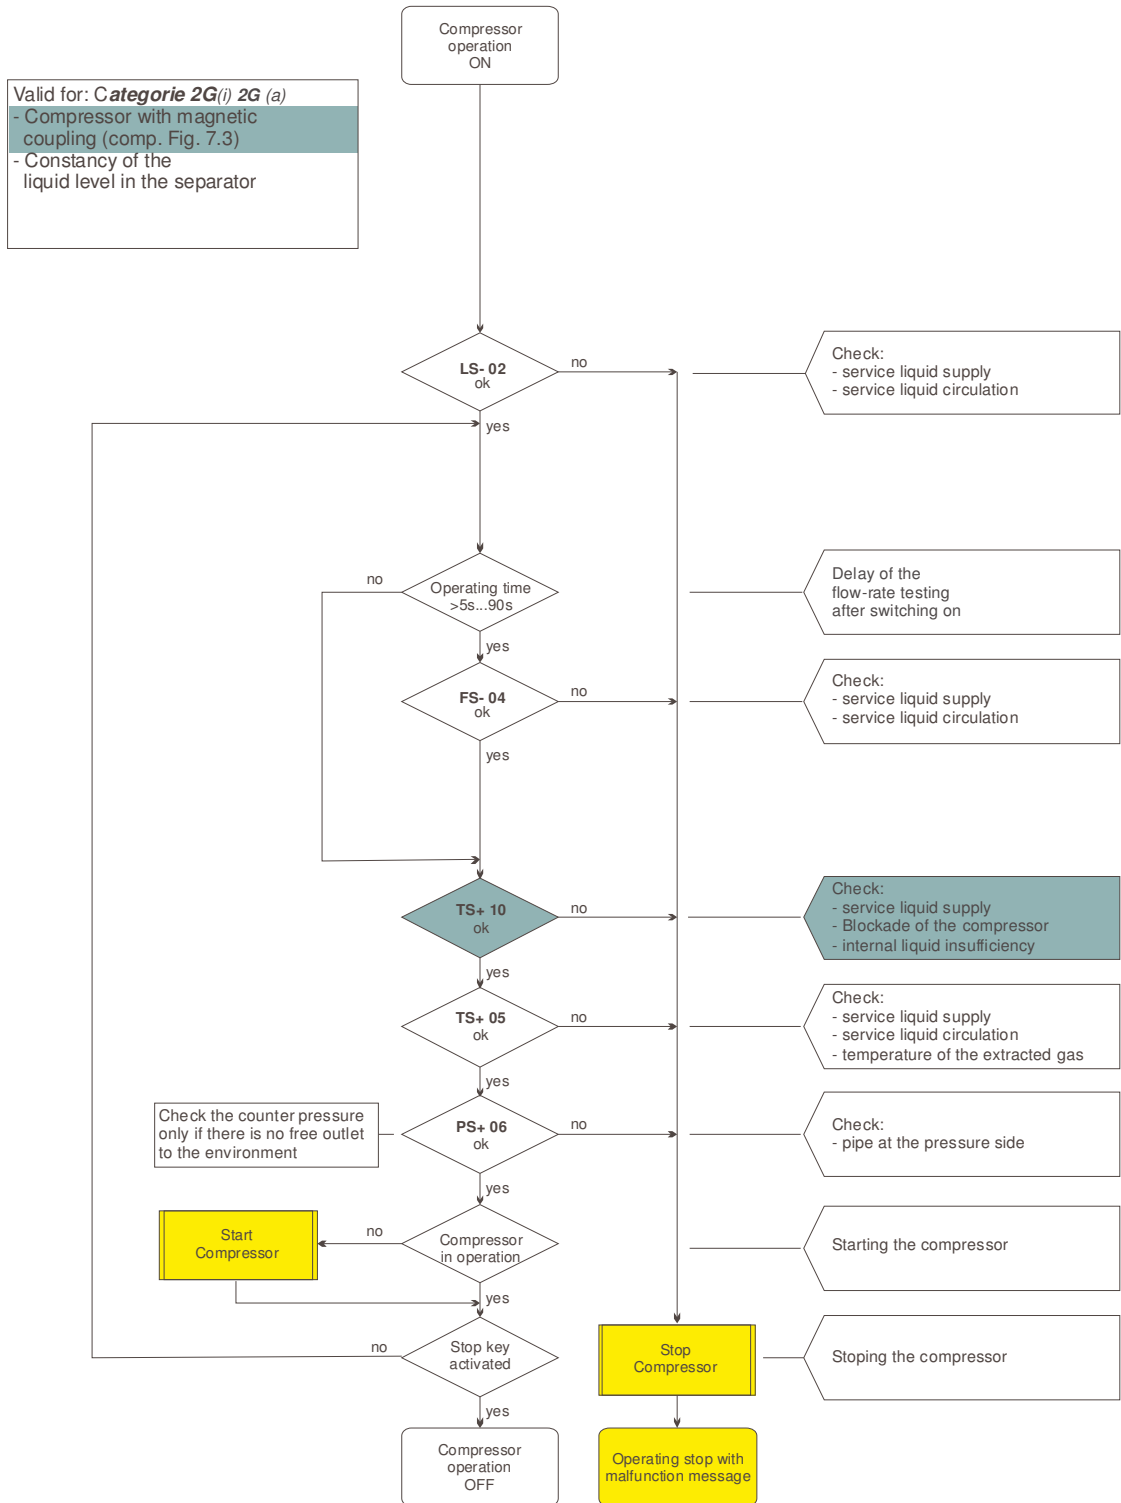 Compressor
operation
ON
Valid for: Categorie 2G(i) 2G (a)
- Compressor with magnetic
coupling (comp. Fig. 7.3)
- Constancy of the
liquid level in the separator
LS- 02
ok
no
yes
Check:
- service liquid supply
- service liquid circulation
no
Operating time
>5s...90s
yes
Delay of the
flow-rate testing
after switching on
FS- 04
ok
no
yes
Check:
- service liquid supply
- service liquid circulation
TS+ 10
ok
no
yes
Check:
- service liquid supply
- Blockade of the compressor
- internal liquid insufficiency
TS+ 05
ok
no
yes
Check:
- service liquid supply
- service liquid circulation
- temperature of the extracted gas
Check the counter pressure
only if there is no free outlet
to the environment
PS+ 06
ok
no
yes
Check:
- pipe at the pressure side
Start
Compressor
no
Compressor
in operation
yes
Starting the compressor
no
Stop key
activated
yes
Stop
Compressor
Stoping the compressor
Compressor
operation
OFF
Operating stop with
malfunction message